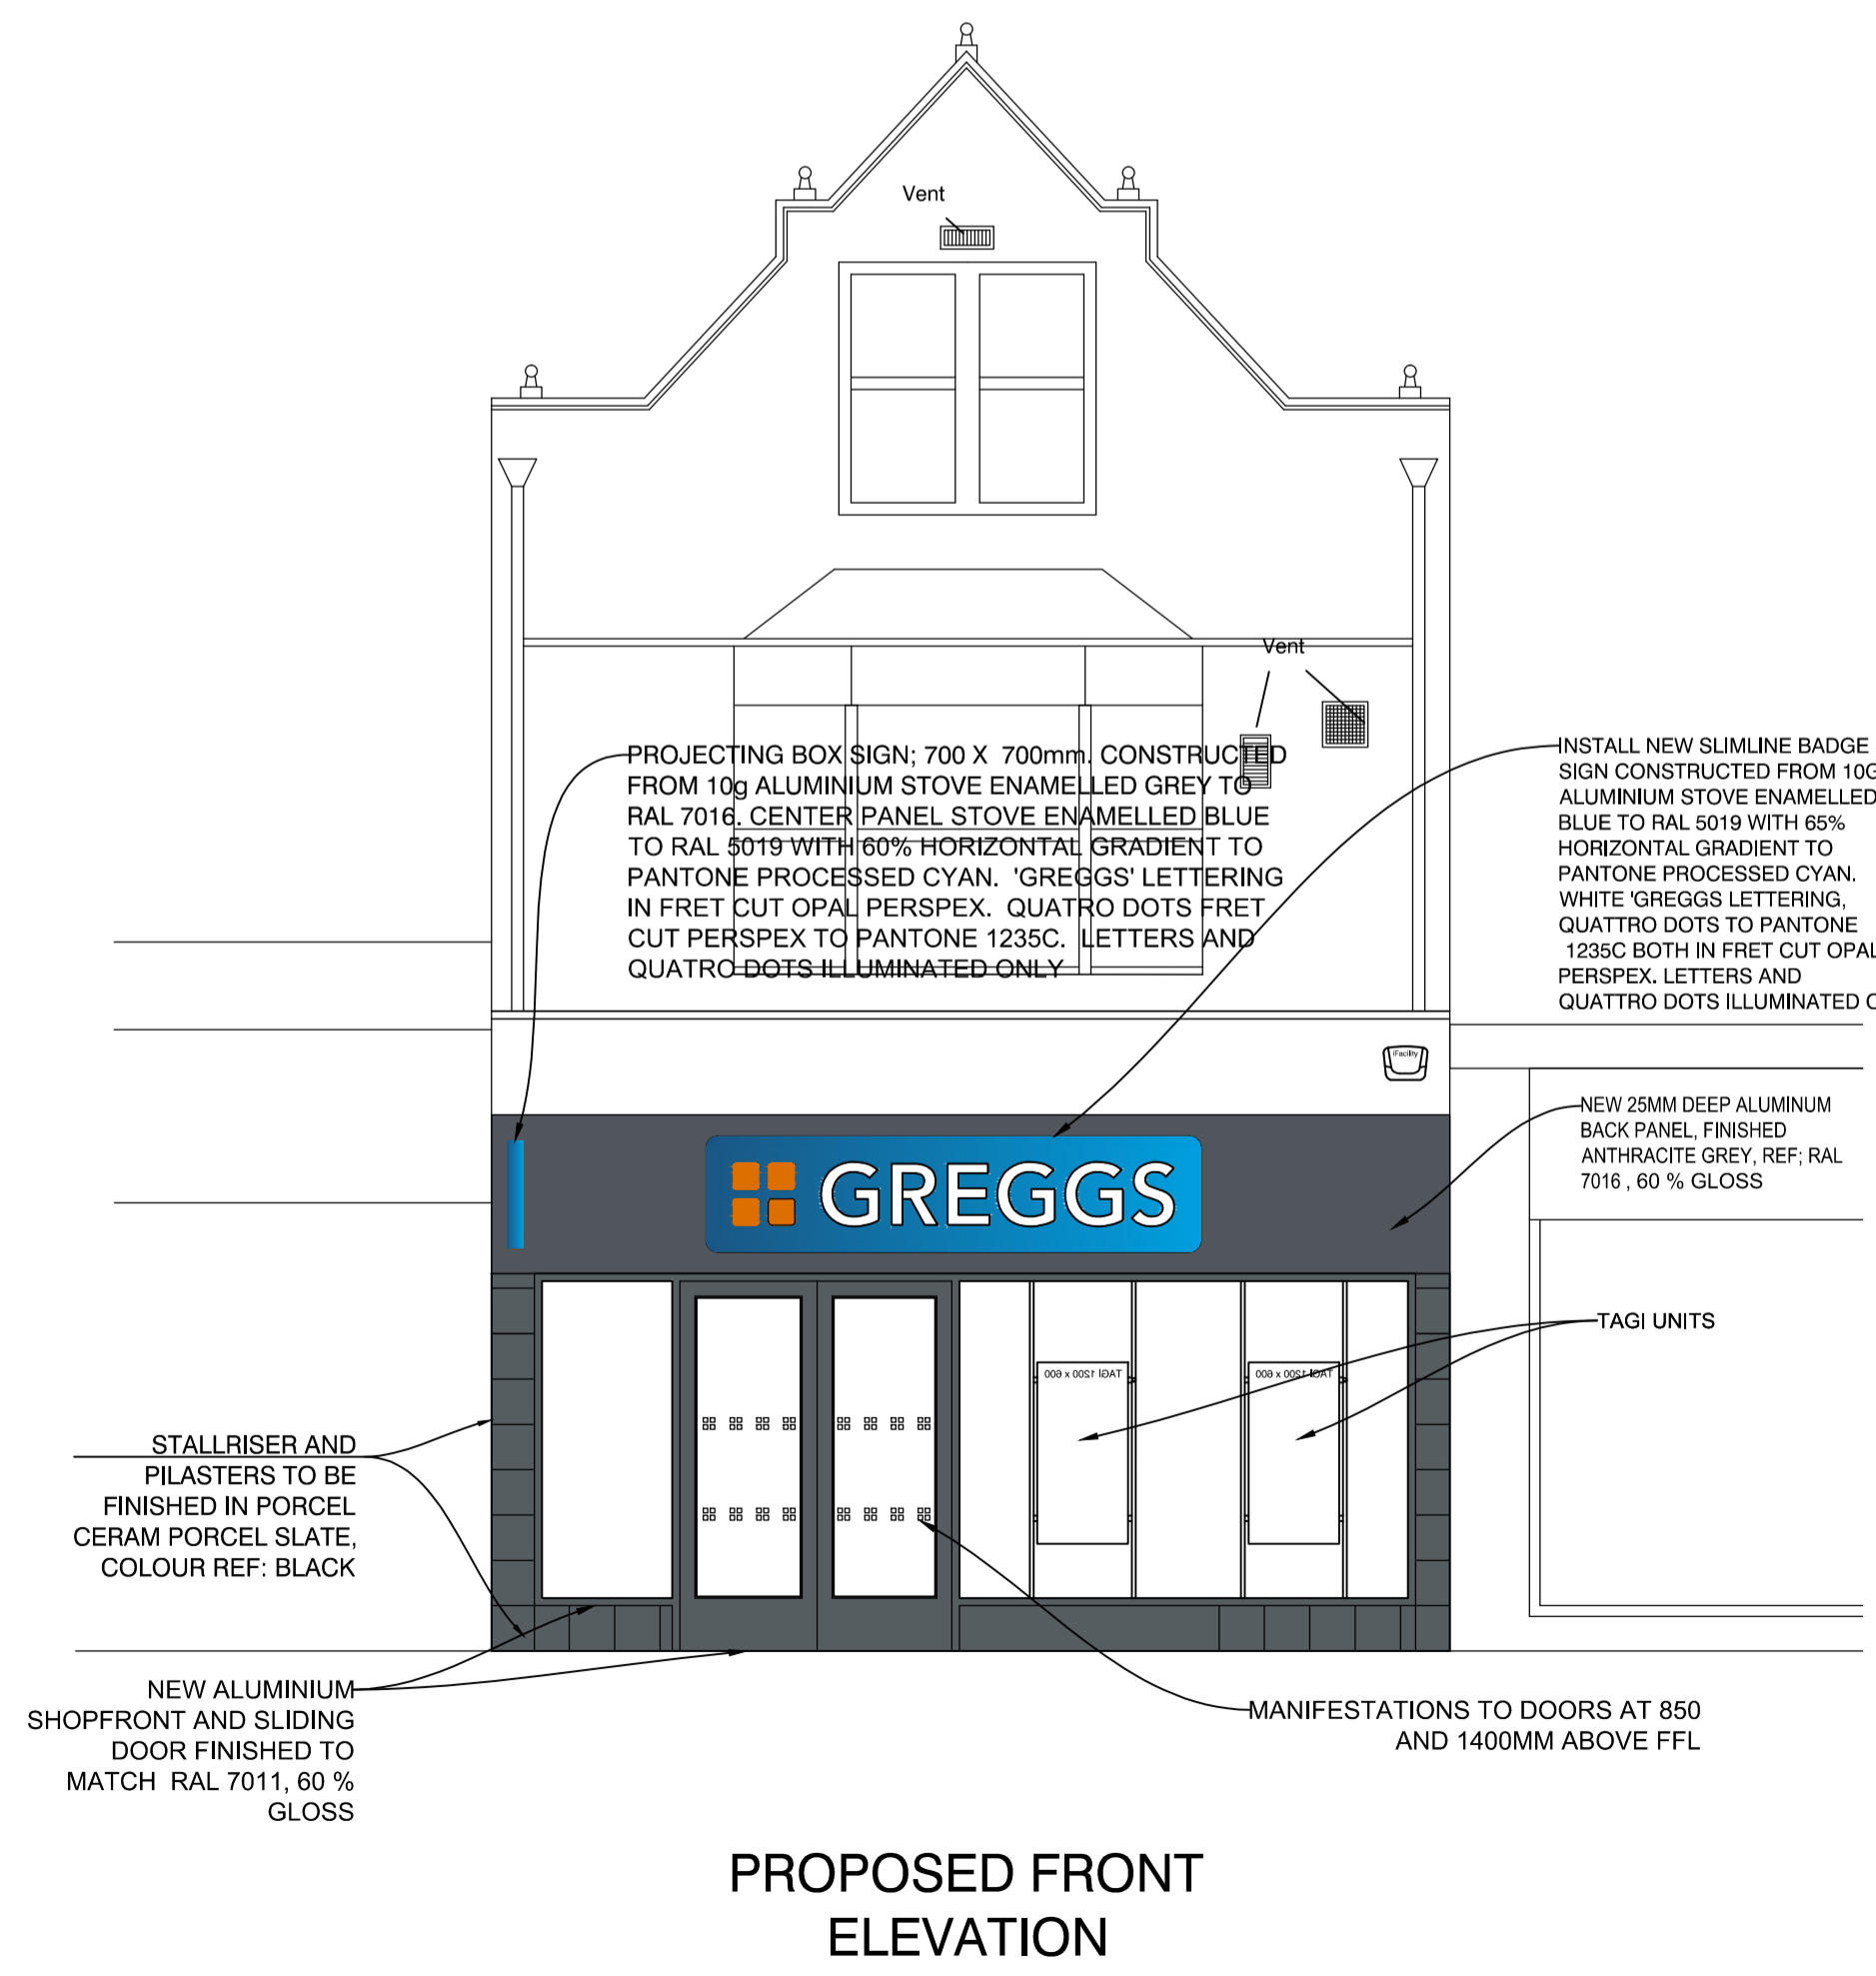 Vent
Vent
PROJECTING BOX SIGN; 700 X 700mm. CONSTRUCTED
FROM 10g ALUMINIUM STOVE ENAMELLED GREY TO
RAL 7016. CENTER PANEL STOVE ENAMELLED BLUE
TO RAL 5019 WITH 60% HORIZONTAL GRADIENT TO
PANTONE PROCESSED CYAN. 'GREGGS' LETTERING
IN FRET CUT OPAL PERSPEX. QUATRO DOTS FRET
CUT PERSPEX TO PANTONE 1235C. LETTERS AND
QUATRO DOTS ILLUMINATED ONLY
INSTALL NEW SLIMLINE BADGE
SIGN CONSTRUCTED FROM 10G
ALUMINIUM STOVE ENAMELLED
BLUE TO RAL 5019 WITH 65%
HORIZONTAL GRADIENT TO
PANTONE PROCESSED CYAN.
WHITE 'GREGGS LETTERING,
QUATTRO DOTS TO PANTONE
1235C BOTH IN FRET CUT OPAL
PERSPEX. LETTERS AND
QUATTRO DOTS ILLUMINATED
iFacility
NEW 25MM DEEP ALUMINUM
BACK PANEL, FINISHED
ANTHRACITE GREY, REF; RAL
7016 , 60 % GLOSS
GREGGS
TAGI UNITS
TAGI 1200 x 600
TAGI 1200 x 600
STALLRISER AND
PILASTERS TO BE
FINISHED IN PORCEL
CERAM PORCEL SLATE,
COLOUR REF: BLACK
NEW ALUMINIUM
SHOPFRONT AND SLIDING
DOOR FINISHED TO
MATCH RAL 7011, 60 %
GLOSS
MANIFESTATIONS TO DOORS AT 850
AND 1400MM ABOVE FFL
PROPOSED FRONT
ELEVATION